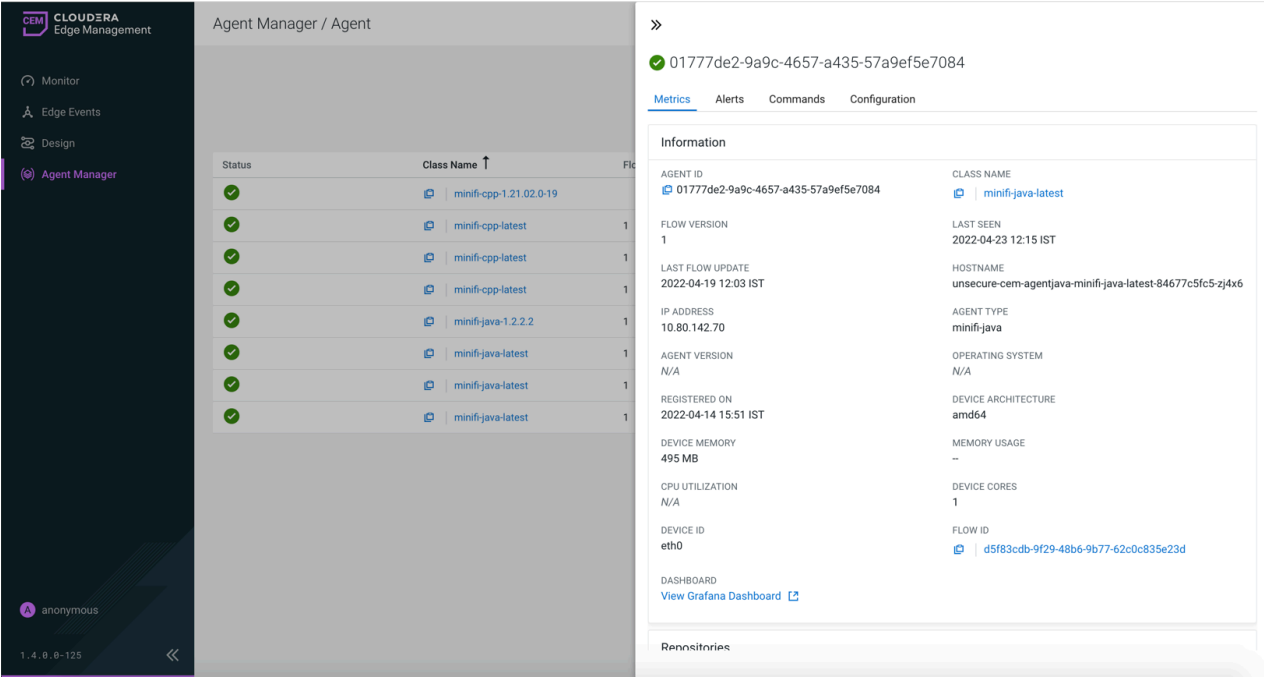 CEM CLOUDERA
Edge Management
Monitor
Edge Events
Design
Agent Manager
A anonymous
1.4.0.0-125
Agent Manager / Agent
Status Class Name Flo
minifi-cpp-1.21.02.0-19
minifi-cpp-latest 1
minifi-cpp-latest 1
minifi-cpp-latest 1
minifi-java-1.2.2.2 1
minifi-java-latest 1
minifi-java-latest 1
minifi-java-latest 1
01777de2-9a9c-4657-a435-57a9ef5e7084
Metrics Alerts Commands Configuration
Information
AGENT ID CLASS NAME
01777de2-9a9c-4657-a435-57a9ef5e7084 minifi-java-latest
FLOW VERSION LAST SEEN
1 2022-04-23 12:15 IST
LAST FLOW UPDATE HOSTNAME
2022-04-19 12:03 IST unsecure-cem-agentjava-minifi-java-latest-84677c5fc5-zj4x6
IP ADDRESS AGENT TYPE
10.80.142.70 minifi-java
AGENT VERSION OPERATING SYSTEM
N/A N/A
REGISTERED ON DEVICE ARCHITECTURE
2022-04-14 15:51 IST amd64
DEVICE MEMORY MEMORY USAGE
495 MB --
CPU UTILIZATION DEVICE CORES
N/A 1
DEVICE ID FLOW ID
eth0 d5f83cdb-9f29-48b6-9b77-62c0c835e23d
DASHBOARD
View Grafana Dashboard
Repositories